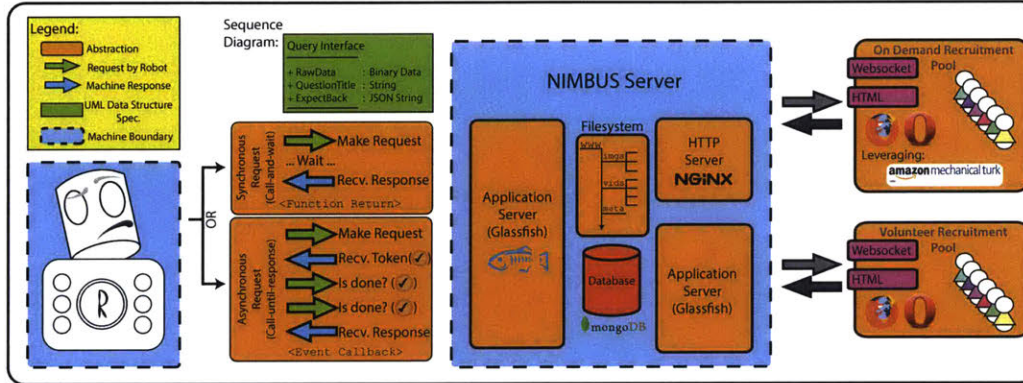 Legend:
Abstraction
Request by Robot
Machine Response
UML Data Structure
Spec.
Machine Boundary
R
Sequence
Diagram:
Query Interface
+ RawData : Binary Data
+ QuestionTitle : String
+ ExpectBack : JSON String
OR
Synchronous
Request
(Call-and-wait)
Make Request
... Wait ...
Recv. Response
<Function Return>
Asynchronous
Request
(Call-until-response)
Make Request
Recv. Token(✓)
Is done? (✓)
Is done? (✓)
Recv. Response
<Event Callback>
NIMBUS Server
Application
Server
(Glassfish)
Filesystem
WWW
imgs
vids
meta
Database
mongoDB
HTTP
Server
NGiNX
Application
Server
(Glassfish)
On Demand Recruitment
Pool
Websocket
HTML
Leveraging:
amazon mechanical turk
Volunteer Recruitment
Pool
Websocket
HTML